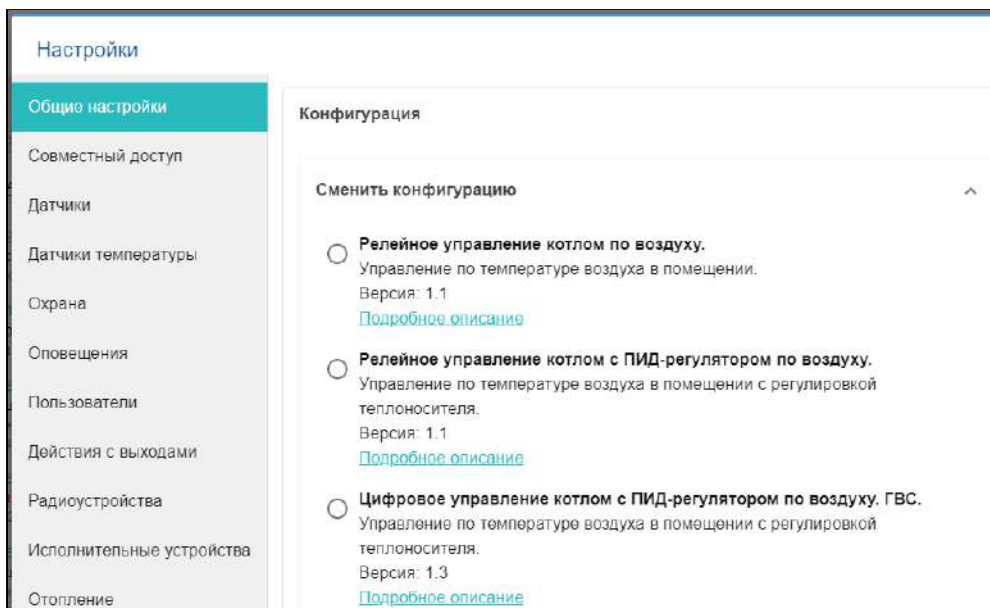 Настройки
Общие настройки
Совместный доступ
Датчики
Датчики температуры
Охрана
Оповещения
Пользователи
Действия с выходами
Радиоустройства
Исполнительные устройства
Отопление
Конфигурация
Сменить конфигурацию
Релейное управление котлом по воздуху.
Управление по температуре воздуха в помещении.
Версия: 1.1
Подробное описание
Релейное управление котлом с ПИД-регулятором по воздуху.
Управление по температуре воздуха в помещении с регулировкой
теплоносителя.
Версия: 1.1
Подробное описание
Цифровое управление котлом с ПИД-регулятором по воздуху. ГВС.
Управление по температуре воздуха в помещении с регулировкой
теплоносителя.
Версия: 1.3
Подробное описание